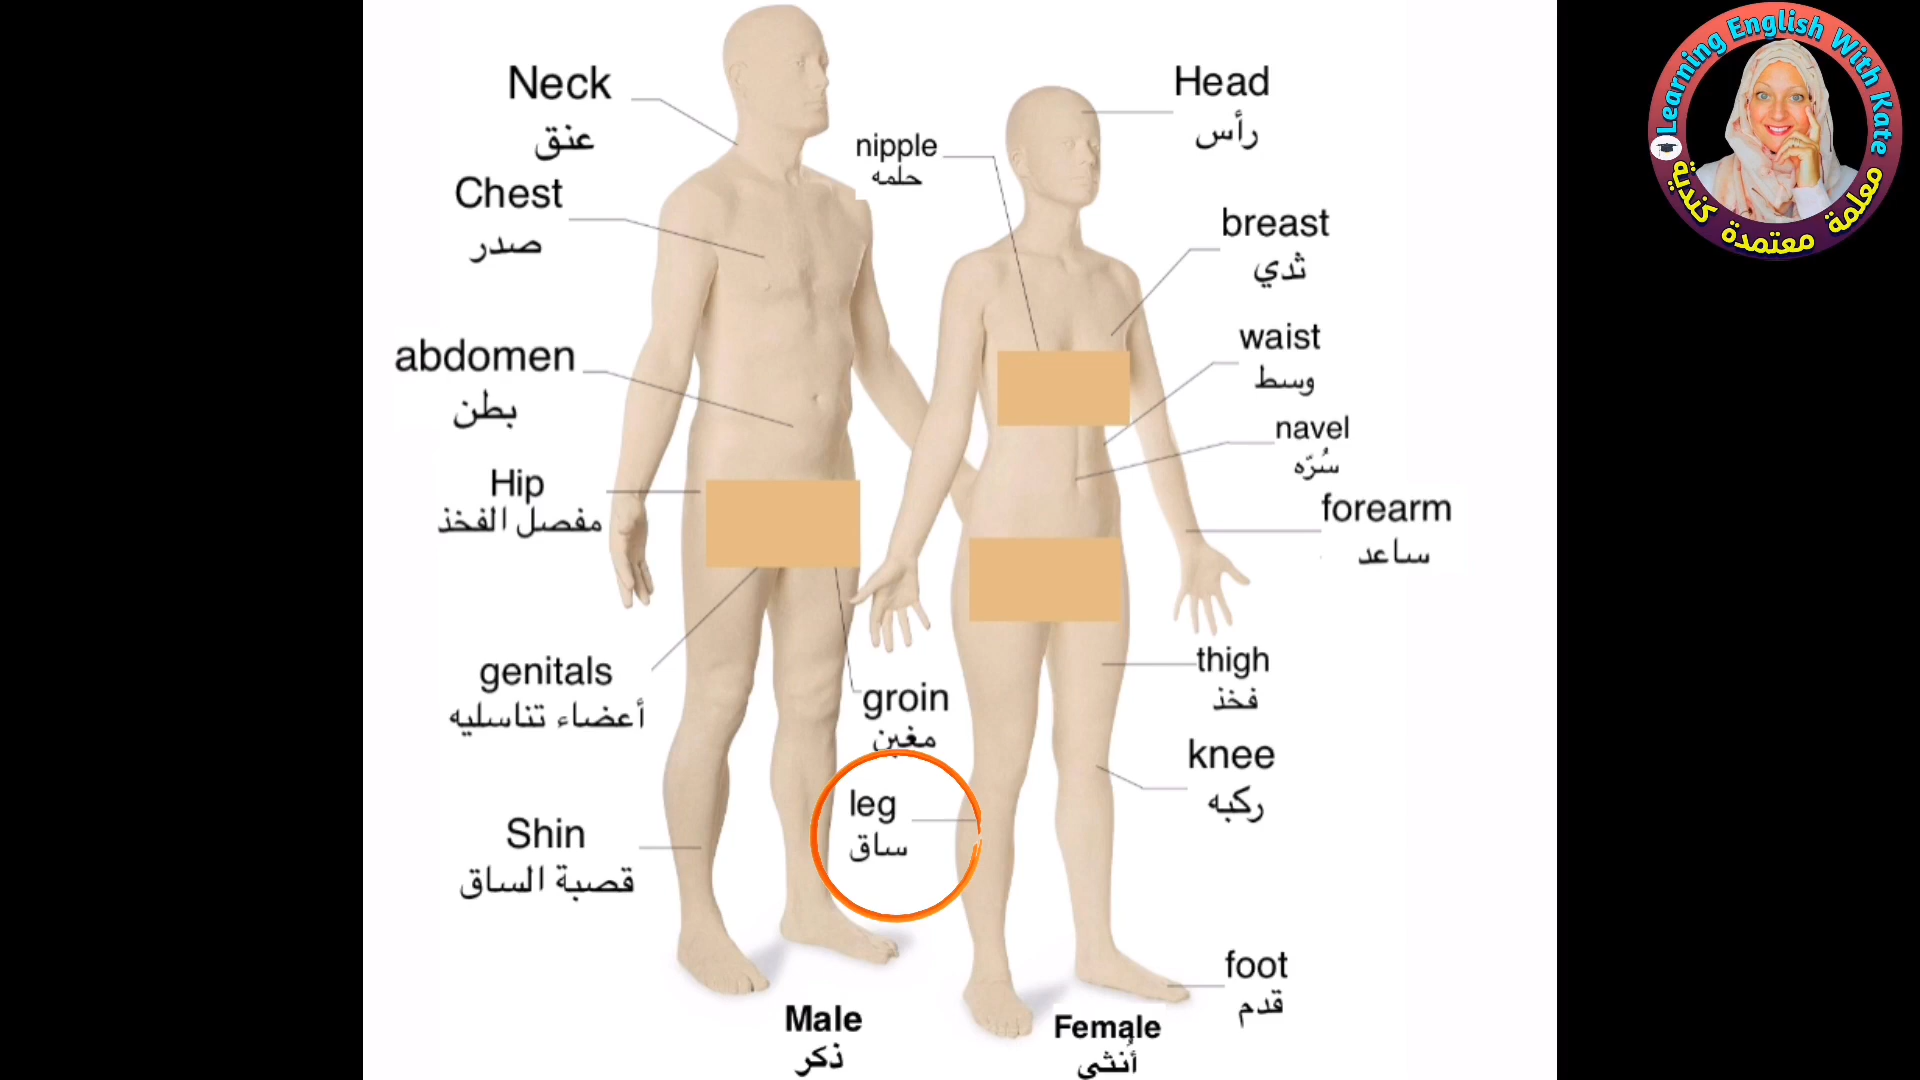 Neck
عنق
Chest
صدر
abdomen
بطن
Hip
مفصل الفخذ
genitals
أعضاء تناسليه
Shin
قصبة الساق
nipple
حلمه
groin
مغبن
leg
ساق
Head
رأس
breast
ثدي
waist
وسط
navel
سُرّه
forearm
ساعد
thigh
فخذ
knee
ركبه
foot
قدم
Male
ذكر
Female
أُنثى
Learning English With Kate
معلمة معتمدة كندية